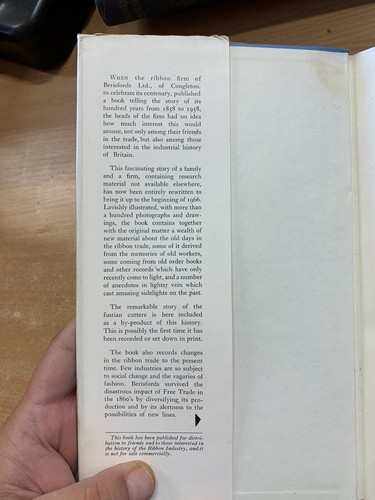 WHEN the ribbon firm of
Berisfords Ltd., of Congleton,
to celebrate its centenary, published
a book telling the story of its
hundred years from 1858 to 1958,
the heads of the firm had no idea
how much interest this would
arouse, not only among their friends
in the trade, but also among those
interested in the industrial history
of Britain.
This fascinating story of a family
and a firm, containing research
material not available elsewhere,
has now been entirely rewritten to
bring it up to the beginning of 1966.
Lavishly illustrated, with more than
a hundred photographs and draw-
ings, the book contains together
with the original matter a wealth of
new material about the old days in
the ribbon trade, some of it derived
from the memories of old workers,
some coming from old order books
and other records which have only
recently come to light, and a number
of anecdotes in lighter vein which
cast amusing sidelights on the past.
The remarkable story of the
fustian cutters is here included
as a by-product of this history.
This is possibly the first time it has
been recorded or set down in print.
The book also records changes
in the ribbon trade to the present
time. Few industries are so subject
to social change and the vagaries of
fashion. Berisfords survived the
disastrous impact of Free Trade in
the 1860's by diversifying its pro-
duction and by its alertness to the
possibilities of new lines.
This book has been published for distri-
bution to friends and to those interested in
the history of the Ribbon Industry, and it
is not for sale commercially.